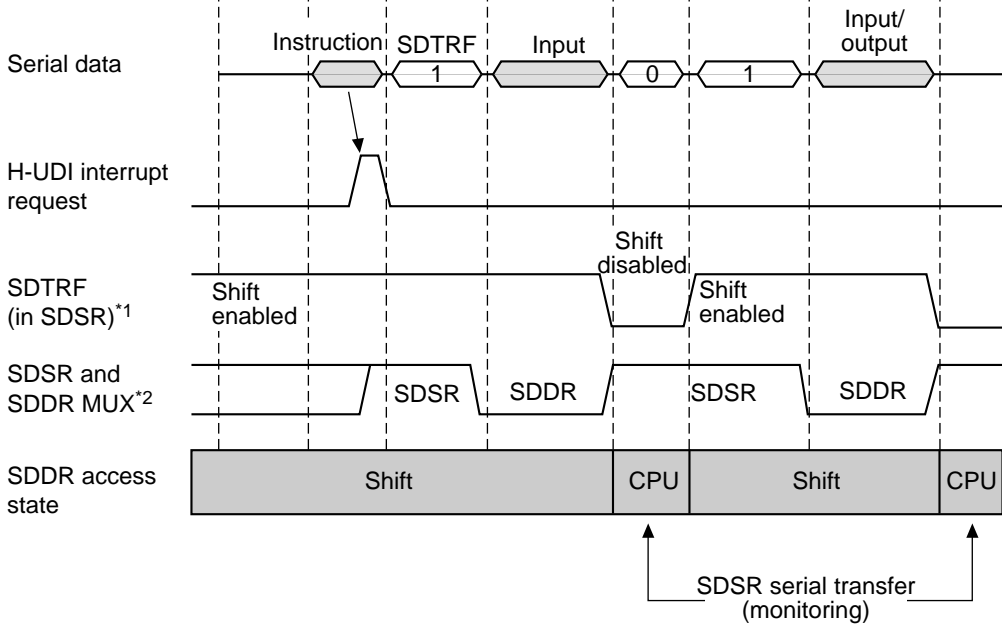 Serial data
Instruction
SDTRF
Input
Input/
output
1
0
1
H-UDI interrupt
request
SDTRF
(in SDSR)*1
Shift
enabled
Shift
disabled
Shift
enabled
SDSR and
SDDR MUX*2
SDSR
SDDR
SDSR
SDDR
SDDR access
state
Shift
CPU
Shift
CPU
SDSR serial transfer
(monitoring)